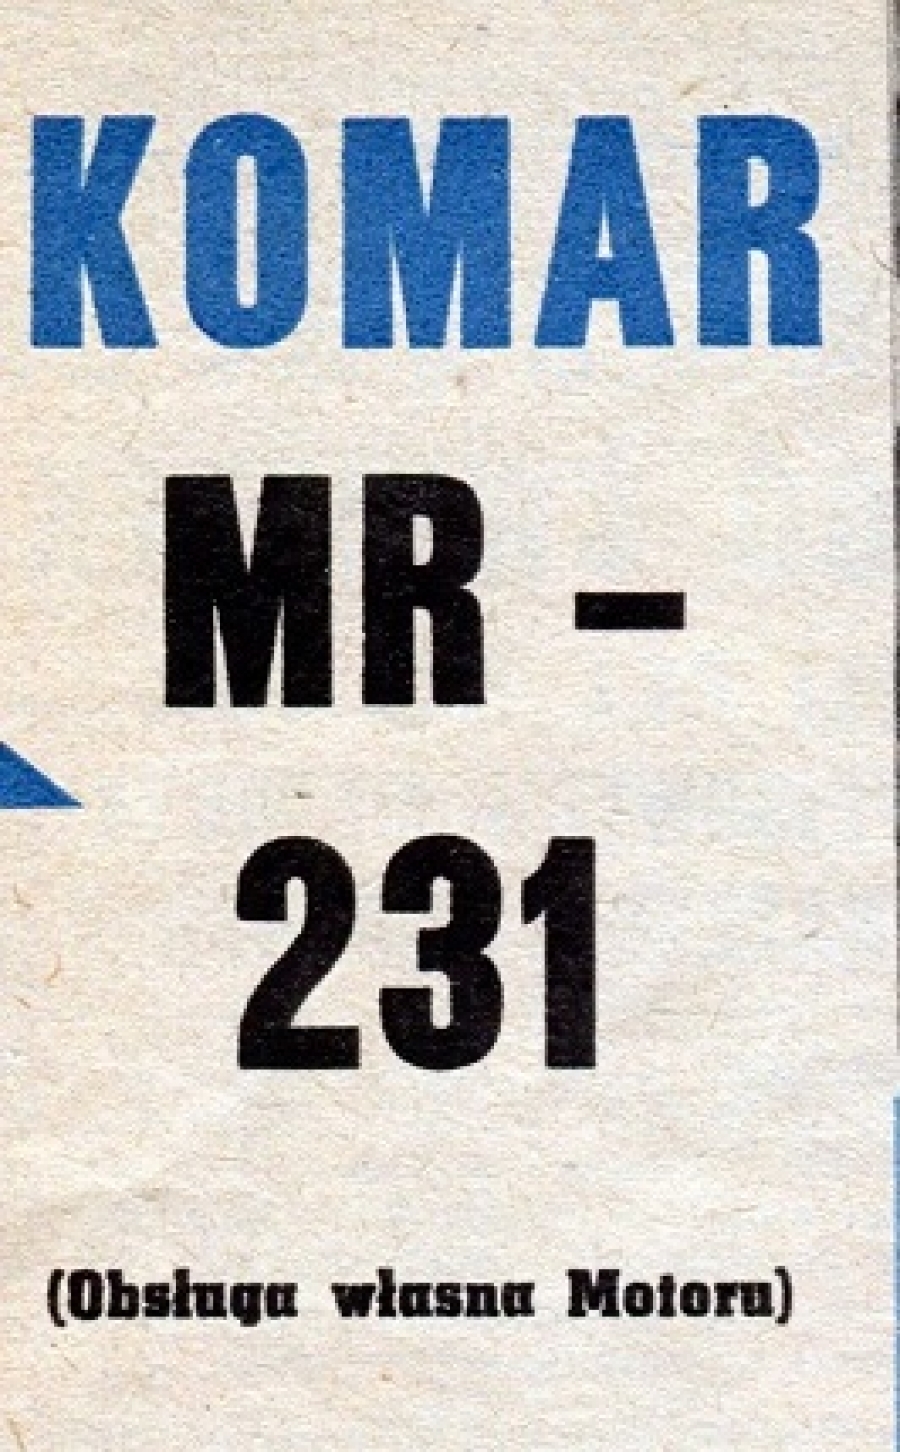 KOMAR
MR –
231
(Obsługa własna Motoru)